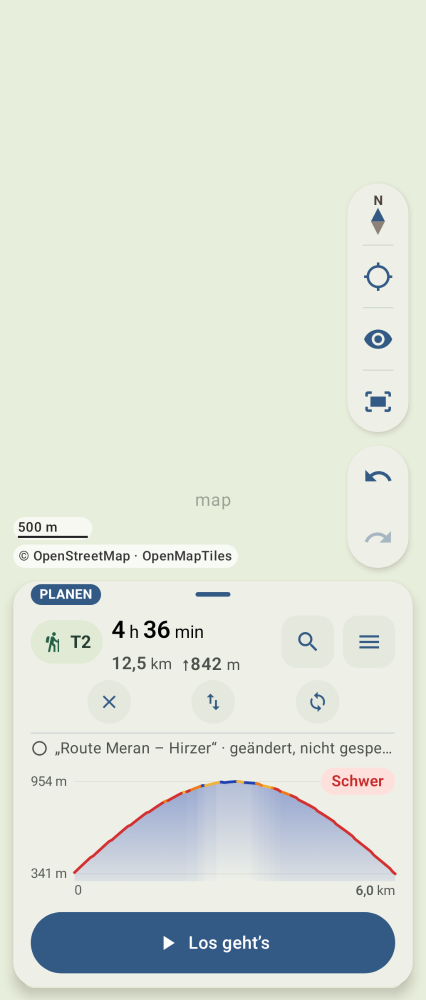 N
map
500 m
© OpenStreetMap · OpenMapTiles
PLANEN
T2
4 h 36 min
12,5 km ↑842 m
„Route Meran – Hirzer“ · geändert, nicht gespe…
954 m
Schwer
341 m
0
6,0 km
Los geht’s